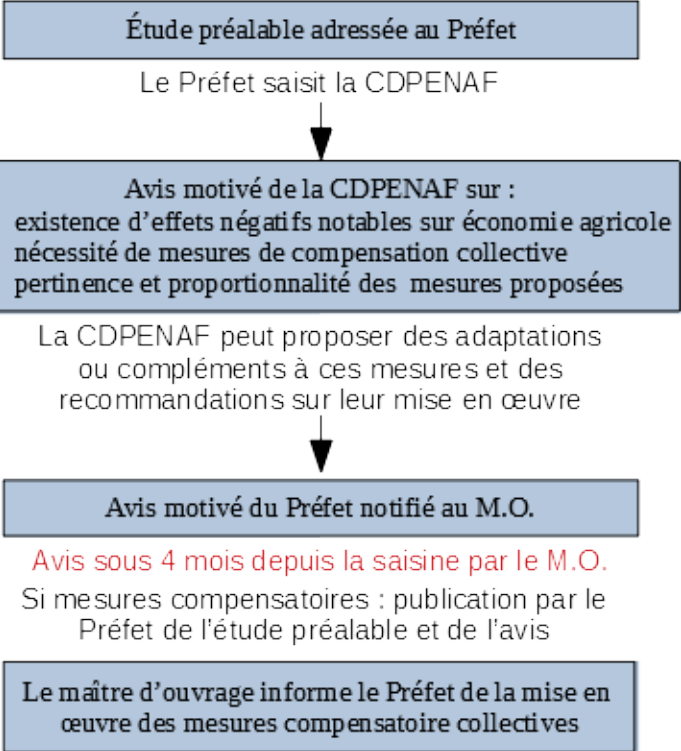 Étude préalable adressée au Préfet
Le Préfet saisit la CDPENAF
Avis motivé de la CDPENAF sur :
existence d'effets négatifs notables sur économie agricole
nécessité de mesures de compensation collective
pertinence et proportionnalité des mesures proposées
La CDPENAF peut proposer des adaptations
ou compléments à ces mesures et des
recommandations sur leur mise en œuvre
Avis motivé du Préfet notifié au M.O.
Avis sous 4 mois depuis la saisine par le M.O.
Si mesures compensatoires : publication par le
Préfet de l'étude préalable et de l'avis
Le maître d'ouvrage informe le Préfet de la mise en
œuvre des mesures compensatoire collectives